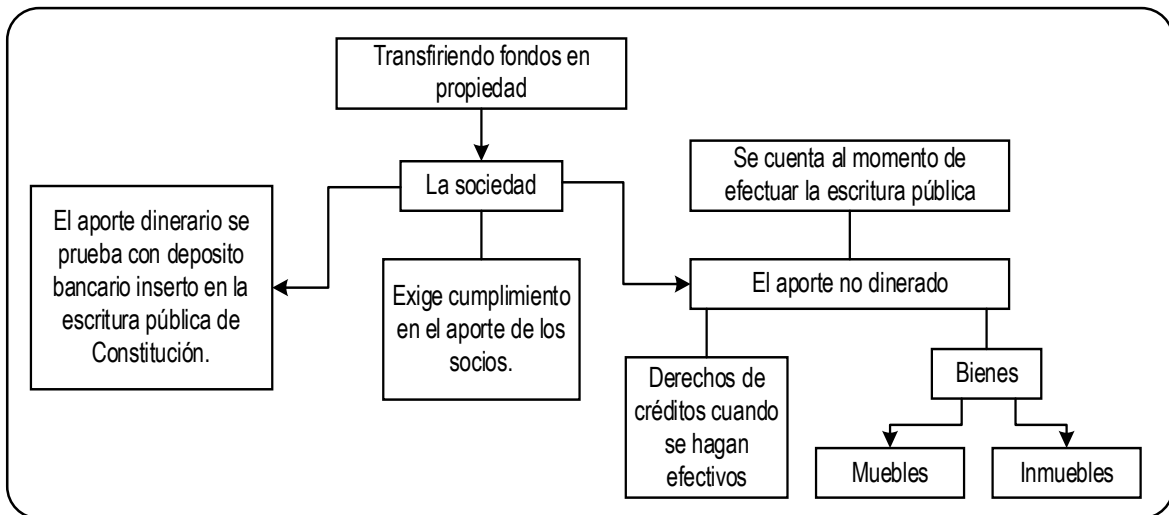 Transfiriendo fondos en
propiedad
La sociedad
Se cuenta al momento de
efectuar la escritura pública
El aporte dinerario se
prueba con deposito
bancario inserto en la
escritura pública de
Constitución.
Exige cumplimiento
en el aporte de los
socios.
El aporte no dinerado
Derechos de
créditos cuando
se hagan
efectivos
Bienes
Muebles
Inmuebles